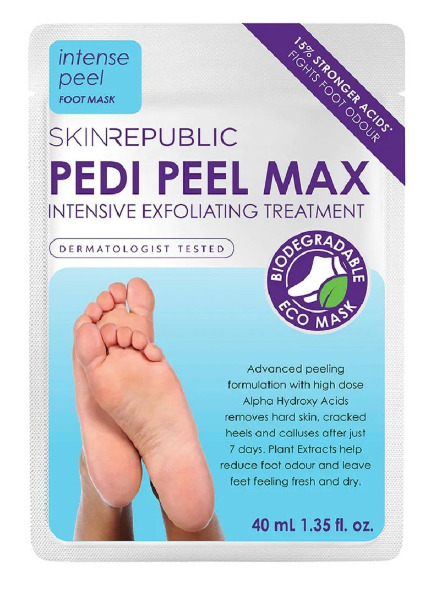 intense
peel
FOOT MASK
15% STRONGER ACIDS*
FIGHTS FOOT ODOUR
SKINREPUBLIC
PEDI PEEL MAX
INTENSIVE EXFOLIATING TREATMENT
DERMATOLOGIST TESTED
BIODEGRADABLE
ECO MASK
Advanced peeling
formulation with high dose
Alpha Hydroxy Acids
removes hard skin, cracked
heels and calluses after just
7 days. Plant Extracts help
reduce foot odour and leave
feet feeling fresh and dry.
40 mL 1.35 fl. oz.